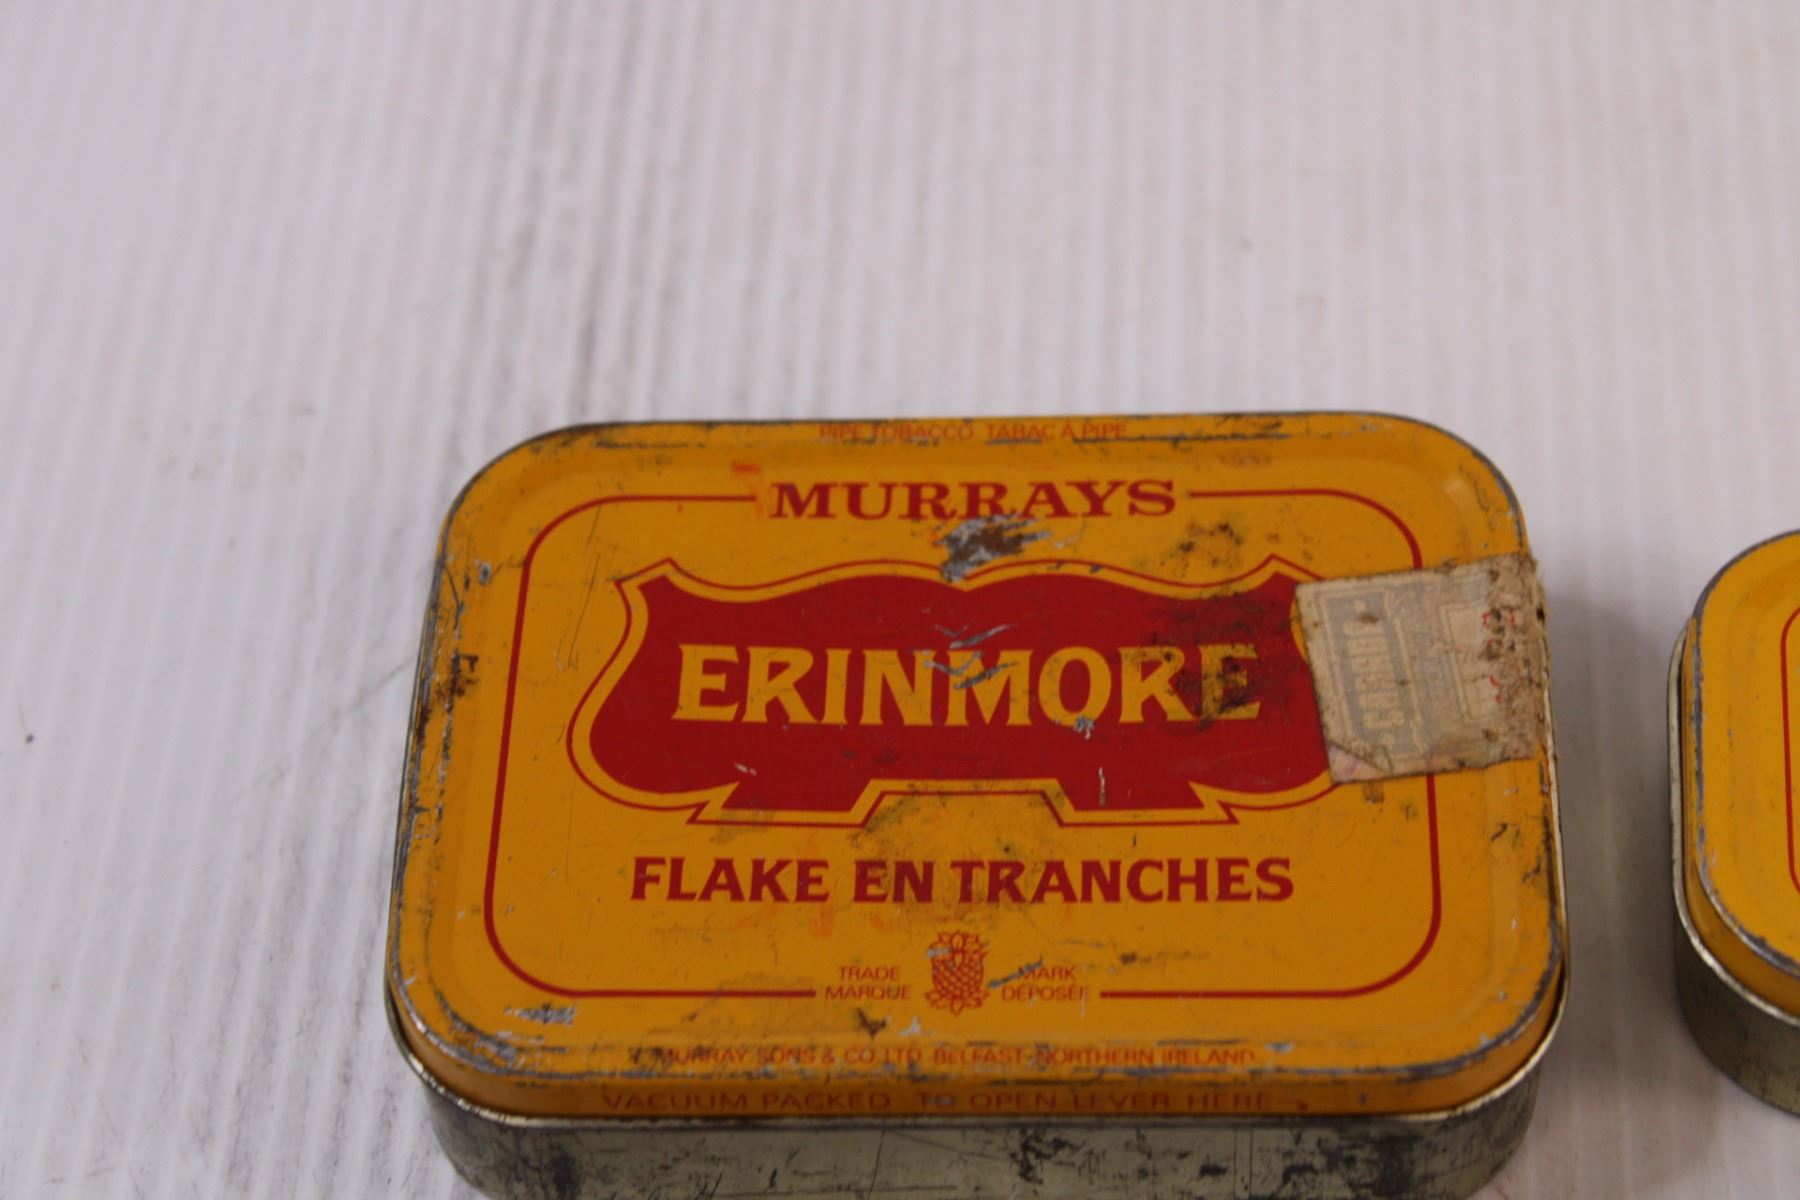 PIPE TOBACCO TABAC A PIPE
MURRAYS
ERINMORE
FLAKE EN TRANCHES
TRADE MARK
MARQUE DÉPOSÉE
MURRAY SONS & CO LTD BELFAST NORTHERN IRELAND
VACUUM PACKED TO OPEN LEVER HERE